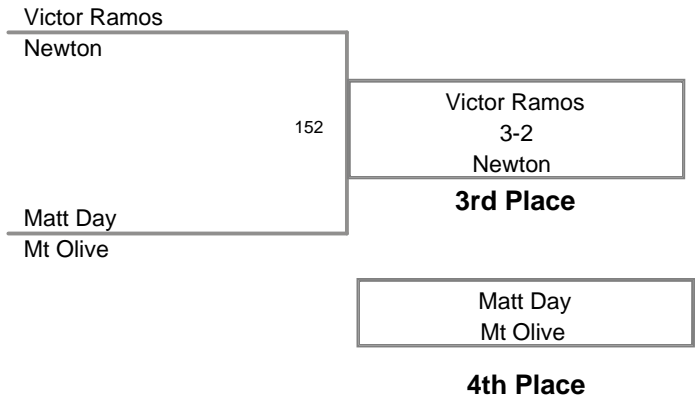 Victor Ramos
Newton
152
Victor Ramos
3-2
Newton
3rd Place
Matt Day
Mt Olive
Matt Day
Mt Olive
4th Place